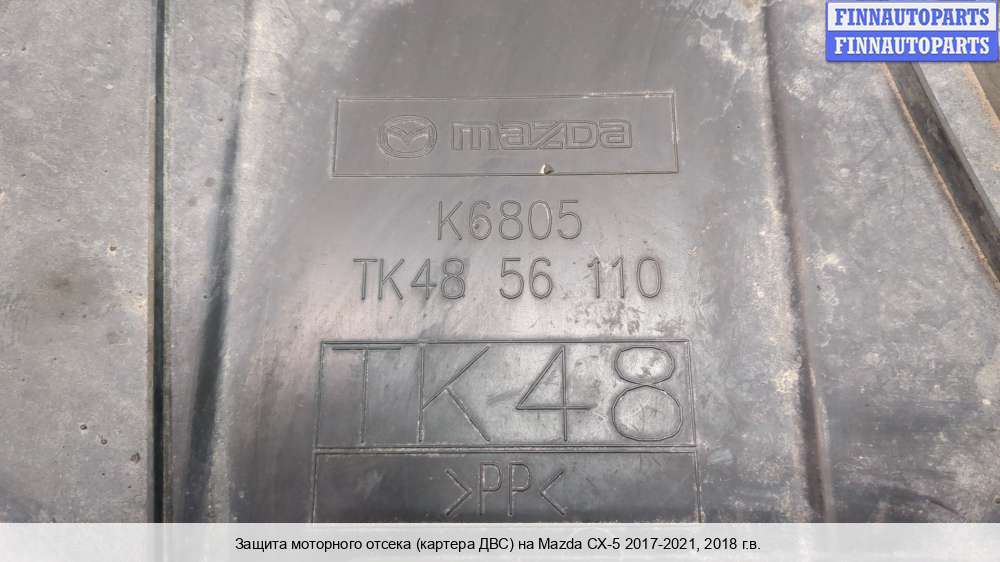 FINNAUTOPARTS
FINNAUTOPARTS
mazda
K6805
TK48 56 110
TK48
>PP<
Защита моторного отсека (картера ДВС) на Mazda CX-5 2017-2021, 2018 г.в.